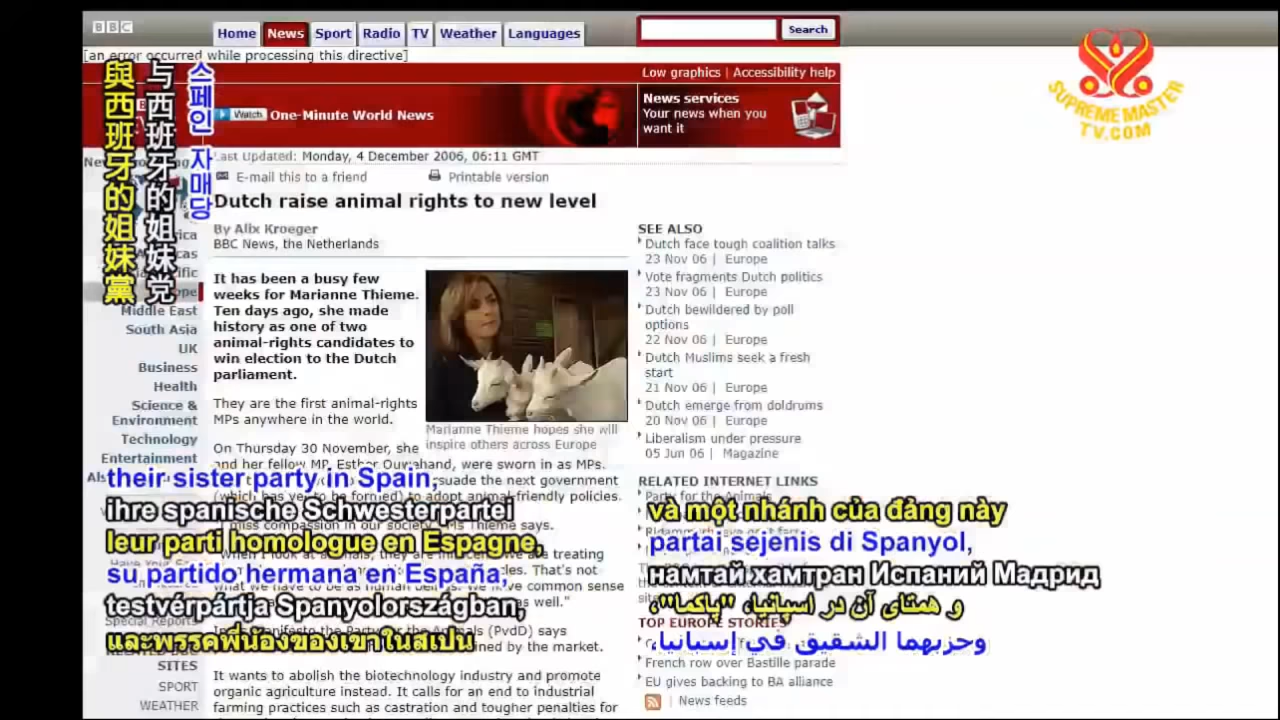 BBC
Home News Sport Radio TV Weather Languages
Search
[an error occurred while processing this directive]
Low graphics | Accessibility help
Watch One-Minute World News
News services
Your news when you
want it
SUPREME MASTER
TV.COM
與西班牙的姐妹黨
与西班牙的姐妹党
스페인 자매당
Last Updated: Monday, 4 December 2006, 06:11 GMT
E-mail this to a friend
Printable version
Dutch raise animal rights to new level
By Alix Kroeger
BBC News, the Netherlands
It has been a busy few
weeks for Marianne Thieme.
Ten days ago, she made
history as one of two
animal-rights candidates to
win election to the Dutch
parliament.
They are the first animal-rights
MPs anywhere in the world.
On Thursday 30 November, she
and her fellow MP, Esther Ouwehand, were sworn in as MPs.
(which has yet to be formed) to adopt animal-friendly policies.
Marianne Thieme hopes she will
inspire others across Europe
It wants to abolish the biotechnology industry and promote
organic agriculture instead. It calls for an end to industrial
farming practices such as castration and tougher penalties for
Middle East
South Asia
UK
Business
Health
Science &
Environment
Technology
Entertainment
SITES
SPORT
WEATHER
SEE ALSO
Dutch face tough coalition talks
23 Nov 06 | Europe
Vote fragments Dutch politics
23 Nov 06 | Europe
Dutch bewildered by poll
options
22 Nov 06 | Europe
Dutch Muslims seek a fresh
start
21 Nov 06 | Europe
Dutch emerge from doldrums
20 Nov 06 | Europe
Liberalism under pressure
05 Jun 06 | Magazine
RELATED INTERNET LINKS
Party for the Animals
TOP EUROPE STORIES
French row over Bastille parade
EU gives backing to BA alliance
News feeds
their sister party in Spain,
ihre spanische Schwesterpartei
leur parti homologue en Espagne,
su partido hermana en España,
testvérpártja Spanyolországban,
และพรรคพี่น้องของเขาในสเปน
và một nhánh của đảng này
partai sejenis di Spanyol,
намтай хамтран Испаний Мадрид
و همتای آن در اسپانیا، "پاکما"،
وحزبهما الشقيق في إسبانيا،